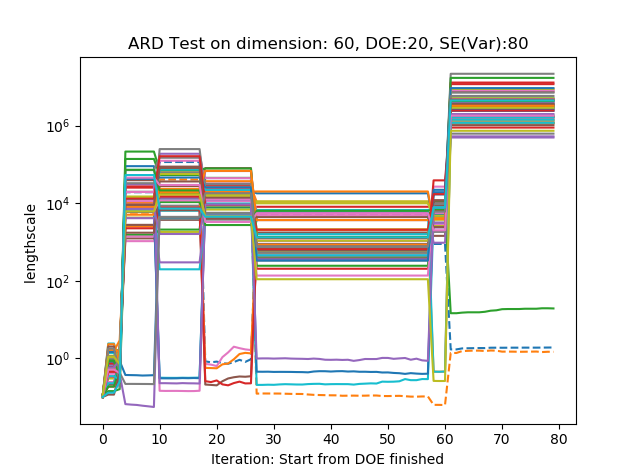 ARD Test on dimension: 60, DOE:20, SE(Var):80
10⁶
10⁴
10²
10⁰
lengthscale
0 10 20 30 40 50 60 70 80
Iteration: Start from DOE finished